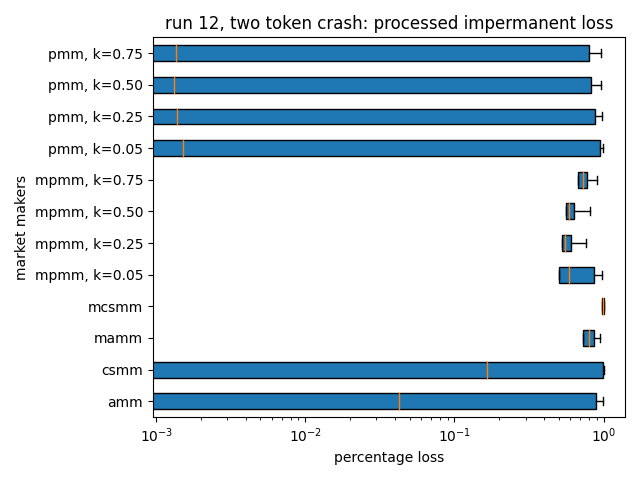 run 12, two token crash: processed impermanent loss
market makers
pmm, k=0.75
pmm, k=0.50
pmm, k=0.25
pmm, k=0.05
mpmm, k=0.75
mpmm, k=0.50
mpmm, k=0.25
mpmm, k=0.05
mcsmm
mamm
csmm
amm
10⁻³ 10⁻² 10⁻¹ 10⁰
percentage loss